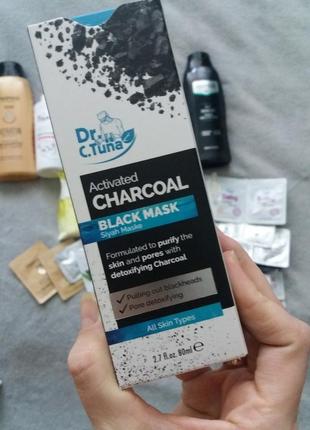 Dr.
C.Tuna
Activated
CHARCOAL
BLACK MASK
Siyah Maske
Formulated to purify the
skin and pores with
detoxifying Charcoal
Pulling out blackheads
Pore detoxifying
All Skin Types
2.7 fl. 80ml e